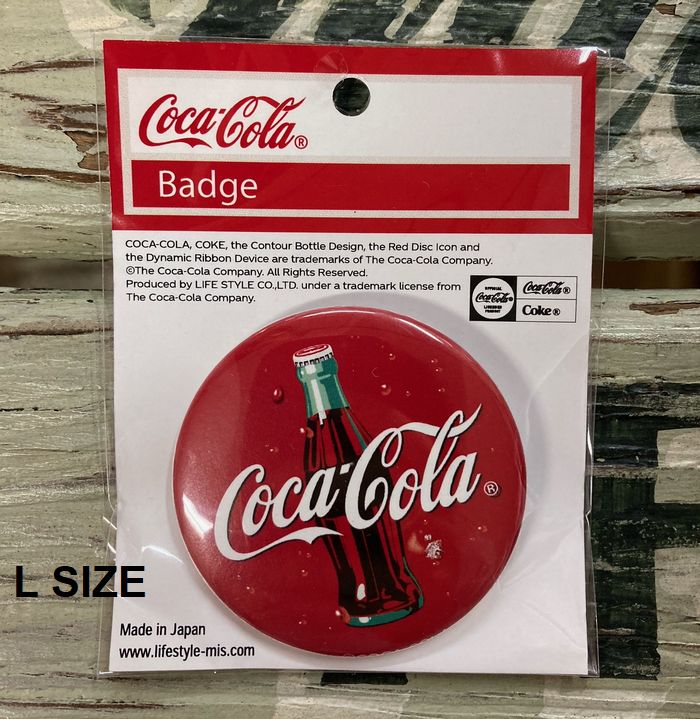 Coca-Cola®
Badge
COCA-COLA, COKE, the Contour Bottle Design, the Red Disc Icon and
the Dynamic Ribbon Device are trademarks of The Coca-Cola Company.
©The Coca-Cola Company. All Rights Reserved.
Produced by LIFE STYLE CO.,LTD. under a trademark license from
The Coca-Cola Company.
OFFICIAL
Coca-Cola®
LICENSED
PRODUCT
Coca-Cola®
Coke®
Coca-Cola®
L SIZE
Made in Japan
www.lifestyle-mis.com